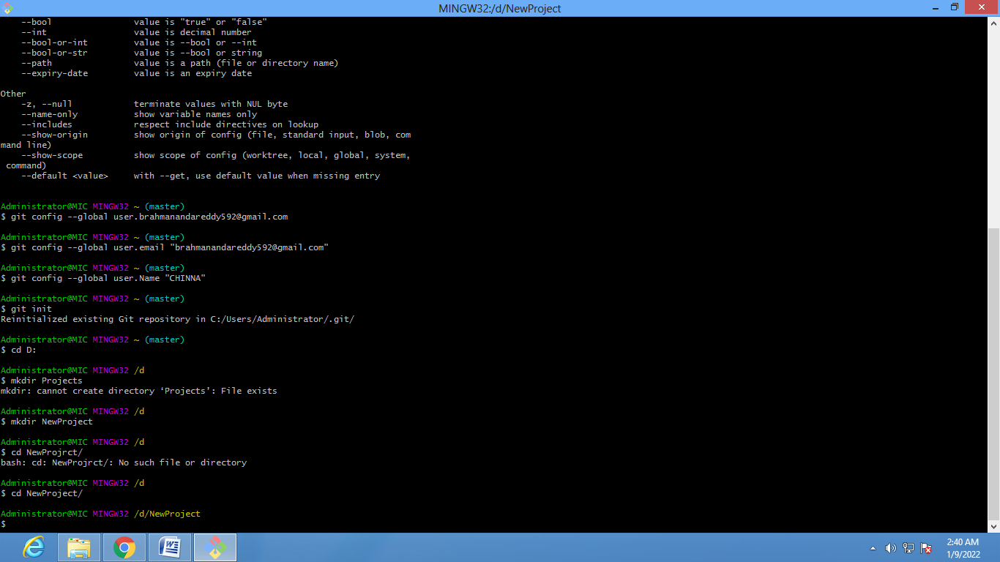 MINGW32:/d/NewProject
--bool value is "true" or "false"
--int value is decimal number
--bool-or-int value is --bool or --int
--bool-or-str value is --bool or string
--path value is a path (file or directory name)
--expiry-date value is an expiry date
Other
-z, --null terminate values with NUL byte
--name-only show variable names only
--includes respect include directives on lookup
--show-origin show origin of config (file, standard input, blob, com
mand line)
--show-scope show scope of config (worktree, local, global, system,
command)
--default <value> with --get, use default value when missing entry
Administrator@MIC MINGW32 ~ (master)
$ git config --global user.brahmanandareddy592@gmail.com
Administrator@MIC MINGW32 ~ (master)
$ git config --global user.email "brahmanandareddy592@gmail.com"
Administrator@MIC MINGW32 ~ (master)
$ git config --global user.Name "CHINNA"
Administrator@MIC MINGW32 ~ (master)
$ git init
Reinitialized existing Git repository in C:/Users/Administrator/.git/
Administrator@MIC MINGW32 ~ (master)
$ cd D:
Administrator@MIC MINGW32 /d
$ mkdir Projects
mkdir: cannot create directory ‘Projects’: File exists
Administrator@MIC MINGW32 /d
$ mkdir NewProject
Administrator@MIC MINGW32 /d
$ cd NewProjrct/
bash: cd: NewProjrct/: No such file or directory
Administrator@MIC MINGW32 /d
$ cd NewProject/
Administrator@MIC MINGW32 /d/NewProject
$
2:40 AM
1/9/2022